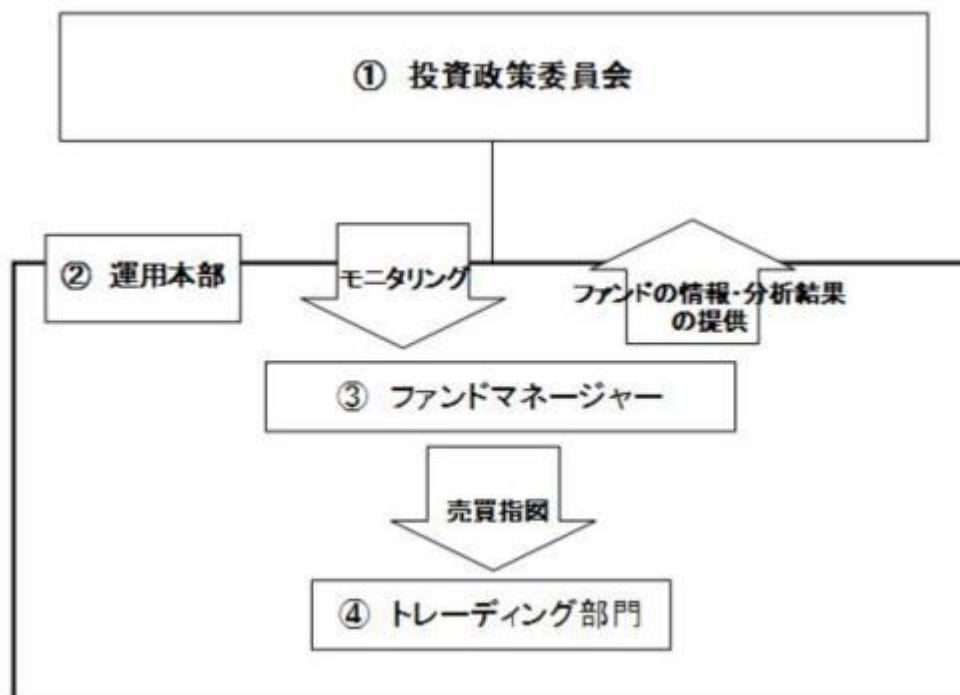 ① 投資政策委員会
② 運用本部
モニタリング
ファンドの情報・分析結果
の提供
③ ファンドマネージャー
売買指図
④ トレーディング部門